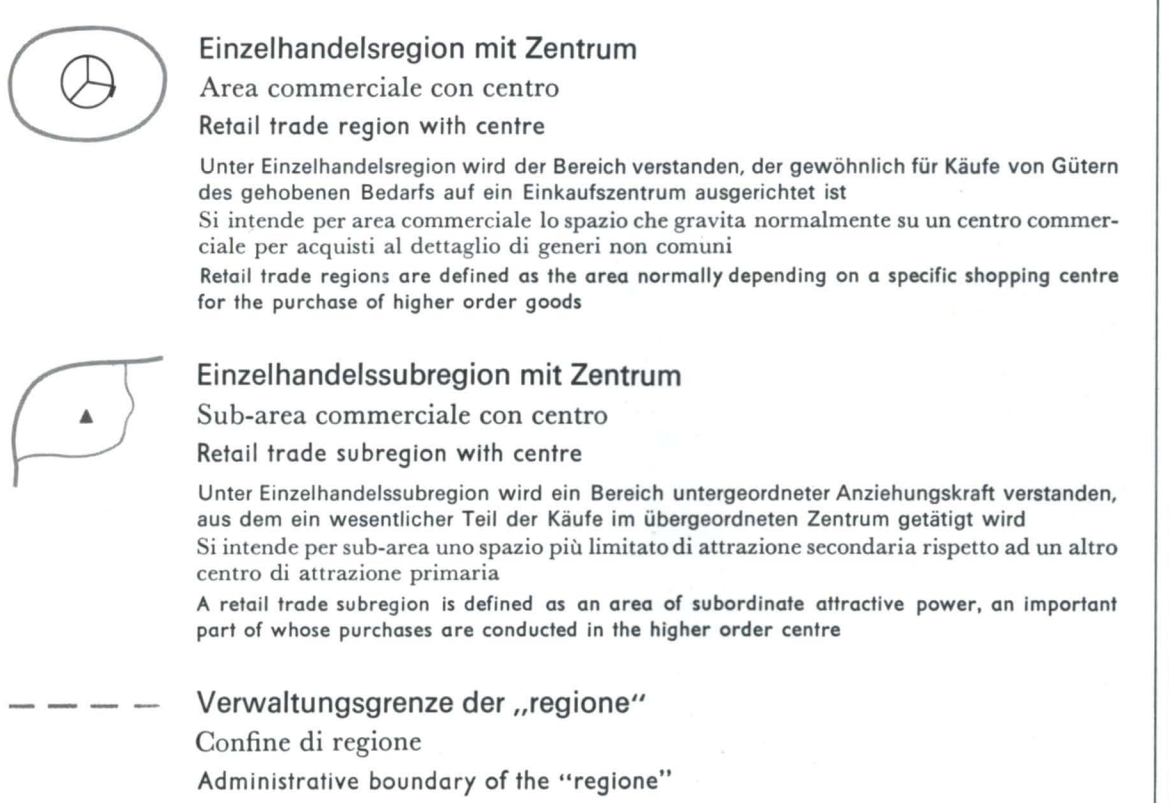 Einzelhandelsregion mit Zentrum
Area commerciale con centro
Retail trade region with centre
Unter Einzelhandelsregion wird der Bereich verstanden, der gewöhnlich für Käufe von Gütern
des gehobenen Bedarfs auf ein Einkaufszentrum ausgerichtet ist
Si intende per area commerciale lo spazio che gravita normalmente su un centro commer-
ciale per acquisti al dettaglio di generi non comuni
Retail trade regions are defined as the area normally depending on a specific shopping centre
for the purchase of higher order goods
Einzelhandelssubregion mit Zentrum
Sub-area commerciale con centro
Retail trade subregion with centre
Unter Einzelhandelssubregion wird ein Bereich untergeordneter Anziehungskraft verstanden,
aus dem ein wesentlicher Teil der Käufe im übergeordneten Zentrum getätigt wird
Si intende per sub-area uno spazio più limitato di attrazione secondaria rispetto ad un altro
centro di attrazione primaria
A retail trade subregion is defined as an area of subordinate attractive power, an important
part of whose purchases are conducted in the higher order centre
Verwaltungsgrenze der „regione“
Confine di regione
Administrative boundary of the “regione”